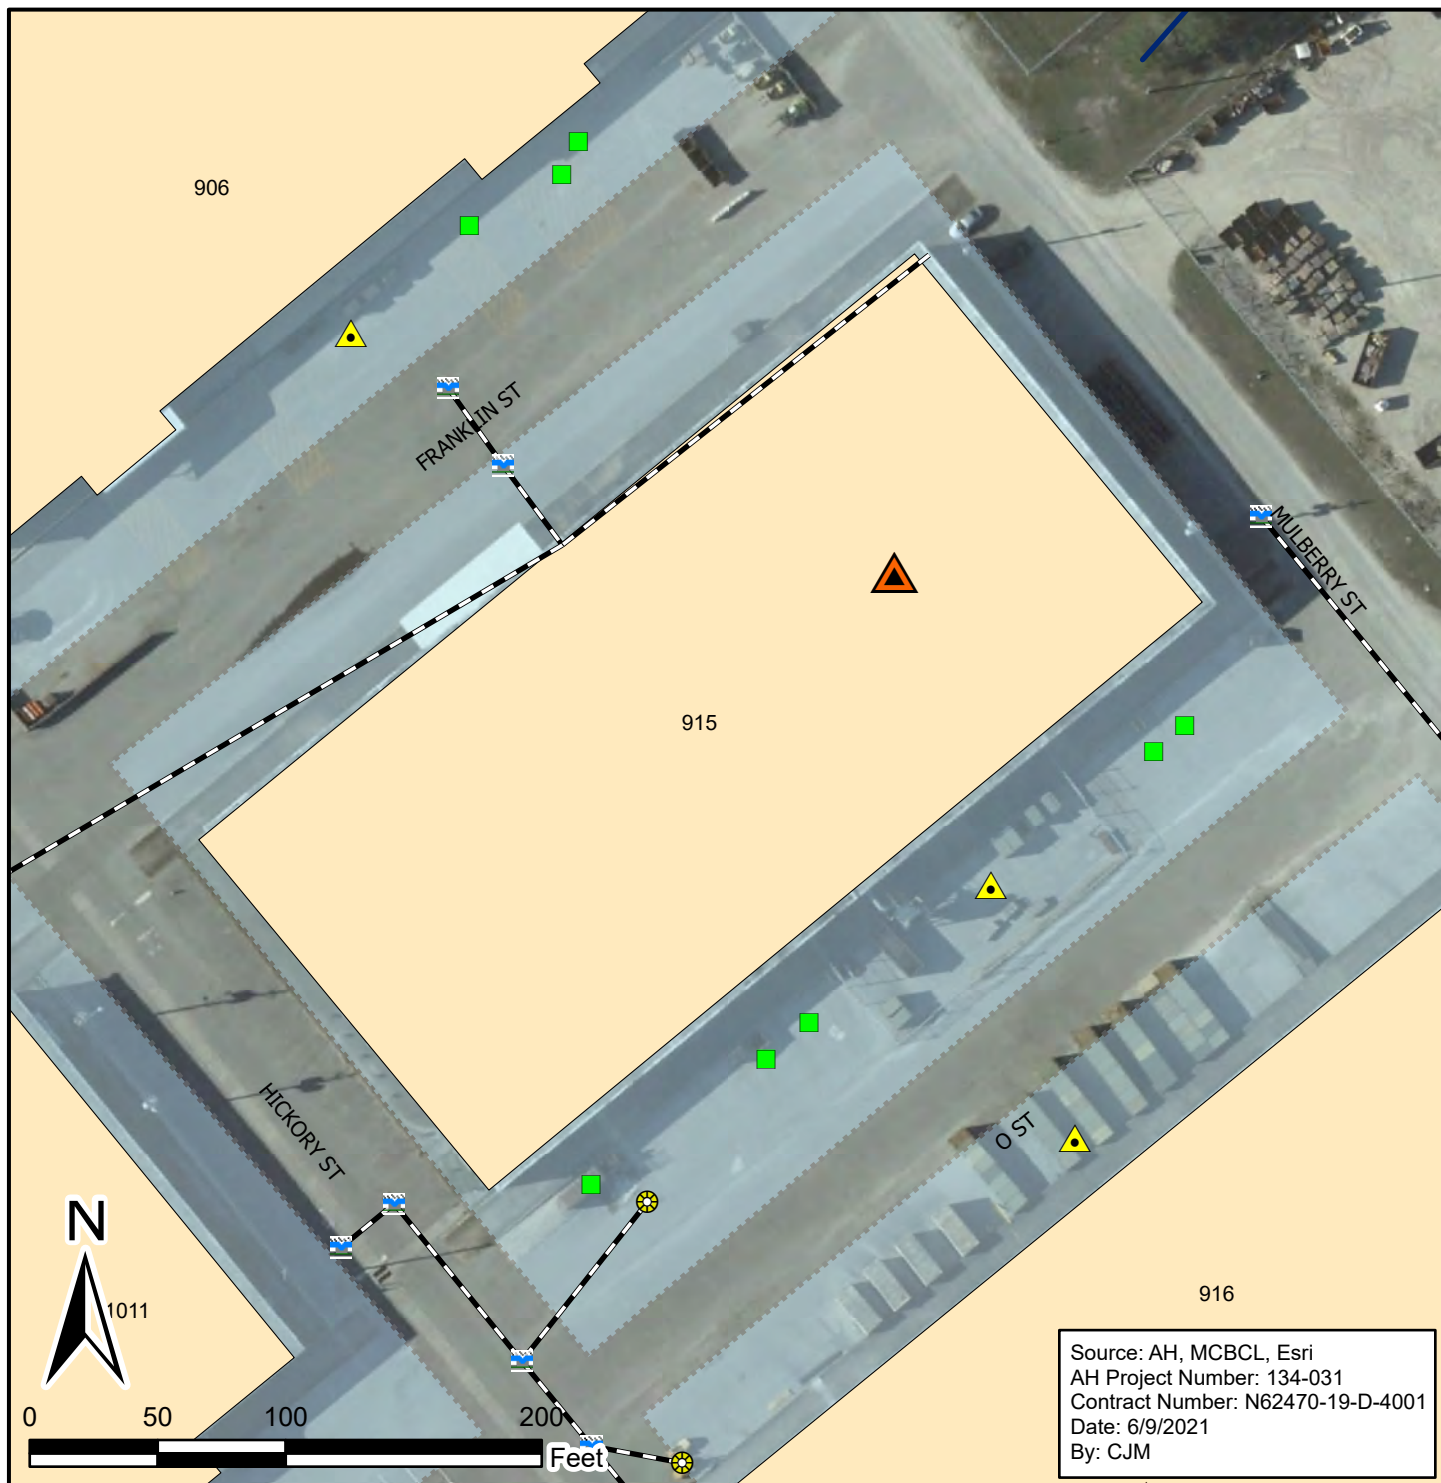 906
FRANKLIN ST
MULBERRY ST
915
HICKORY ST
O ST
N
1011
916
0 50 100 200
Feet
Source: AH, MCBCL, Esri
AH Project Number: 134-031
Contract Number: N62470-19-D-4001
Date: 6/9/2021
By: CJM